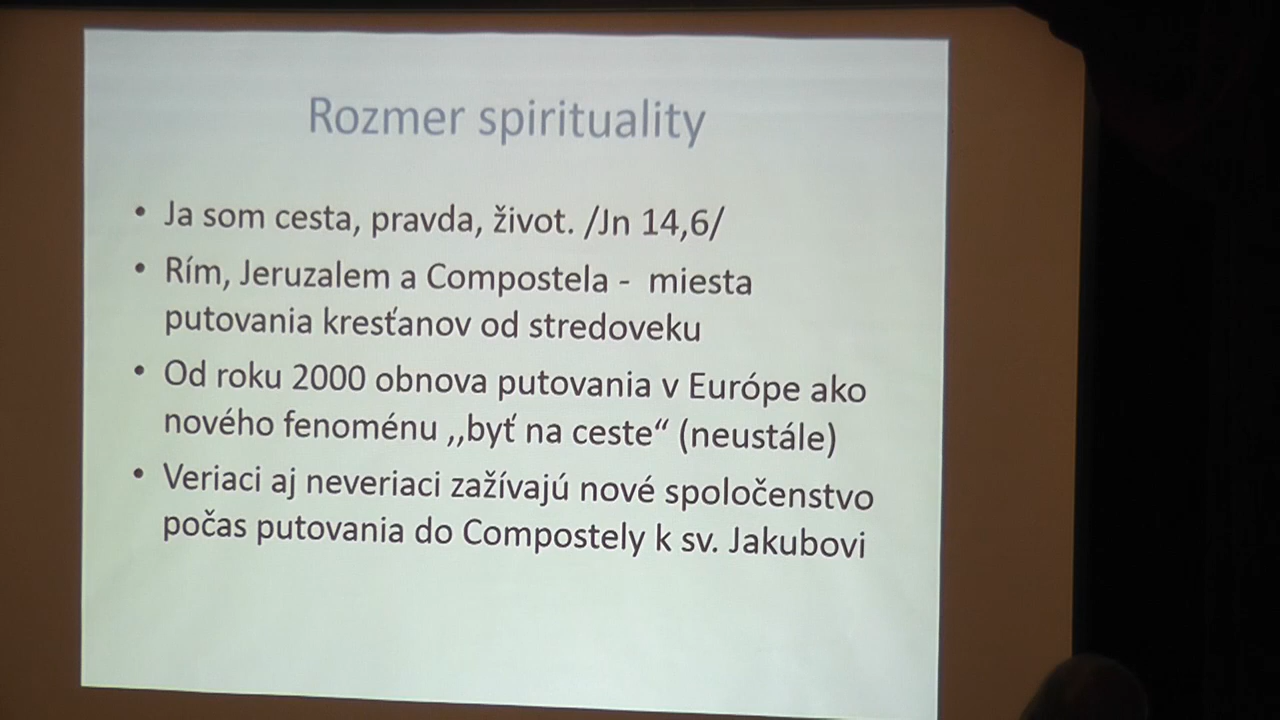 Rozmer spirituality
• Ja som cesta, pravda, život. /Jn 14,6/
• Rím, Jeruzalem a Compostela - miesta
putovania kresťanov od stredoveku
• Od roku 2000 obnova putovania v Európe ako
nového fenoménu ,,byť na ceste“ (neustále)
• Veriaci aj neveriaci zažívajú nové spoločenstvo
počas putovania do Compostely k sv. Jakubovi